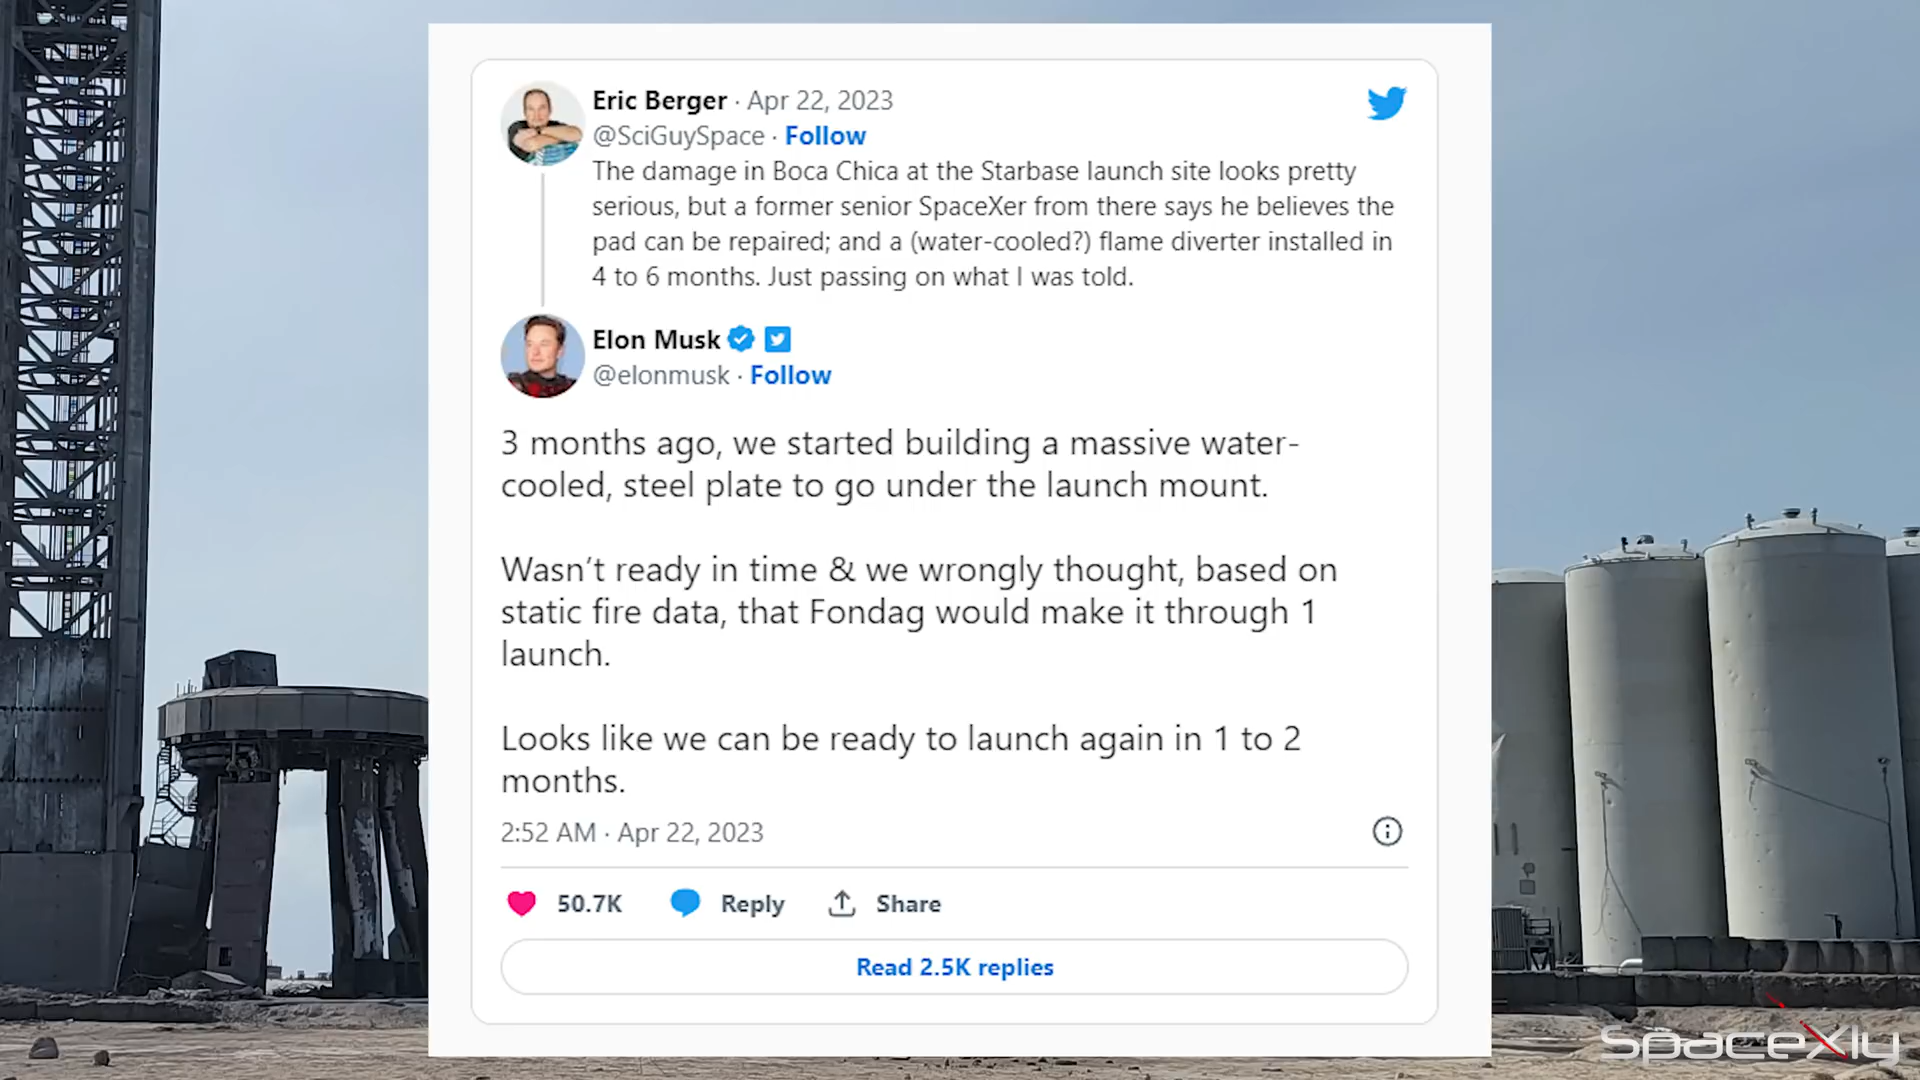 Eric Berger · Apr 22, 2023
@SciGuySpace · Follow
The damage in Boca Chica at the Starbase launch site looks pretty
serious, but a former senior SpaceXer from there says he believes the
pad can be repaired; and a (water-cooled?) flame diverter installed in
4 to 6 months. Just passing on what I was told.
Elon Musk
@elonmusk · Follow
3 months ago, we started building a massive water-
cooled, steel plate to go under the launch mount.
Wasn’t ready in time & we wrongly thought, based on
static fire data, that Fondag would make it through 1
launch.
Looks like we can be ready to launch again in 1 to 2
months.
2:52 AM · Apr 22, 2023
50.7K Reply Share
Read 2.5K replies
SpaceXly